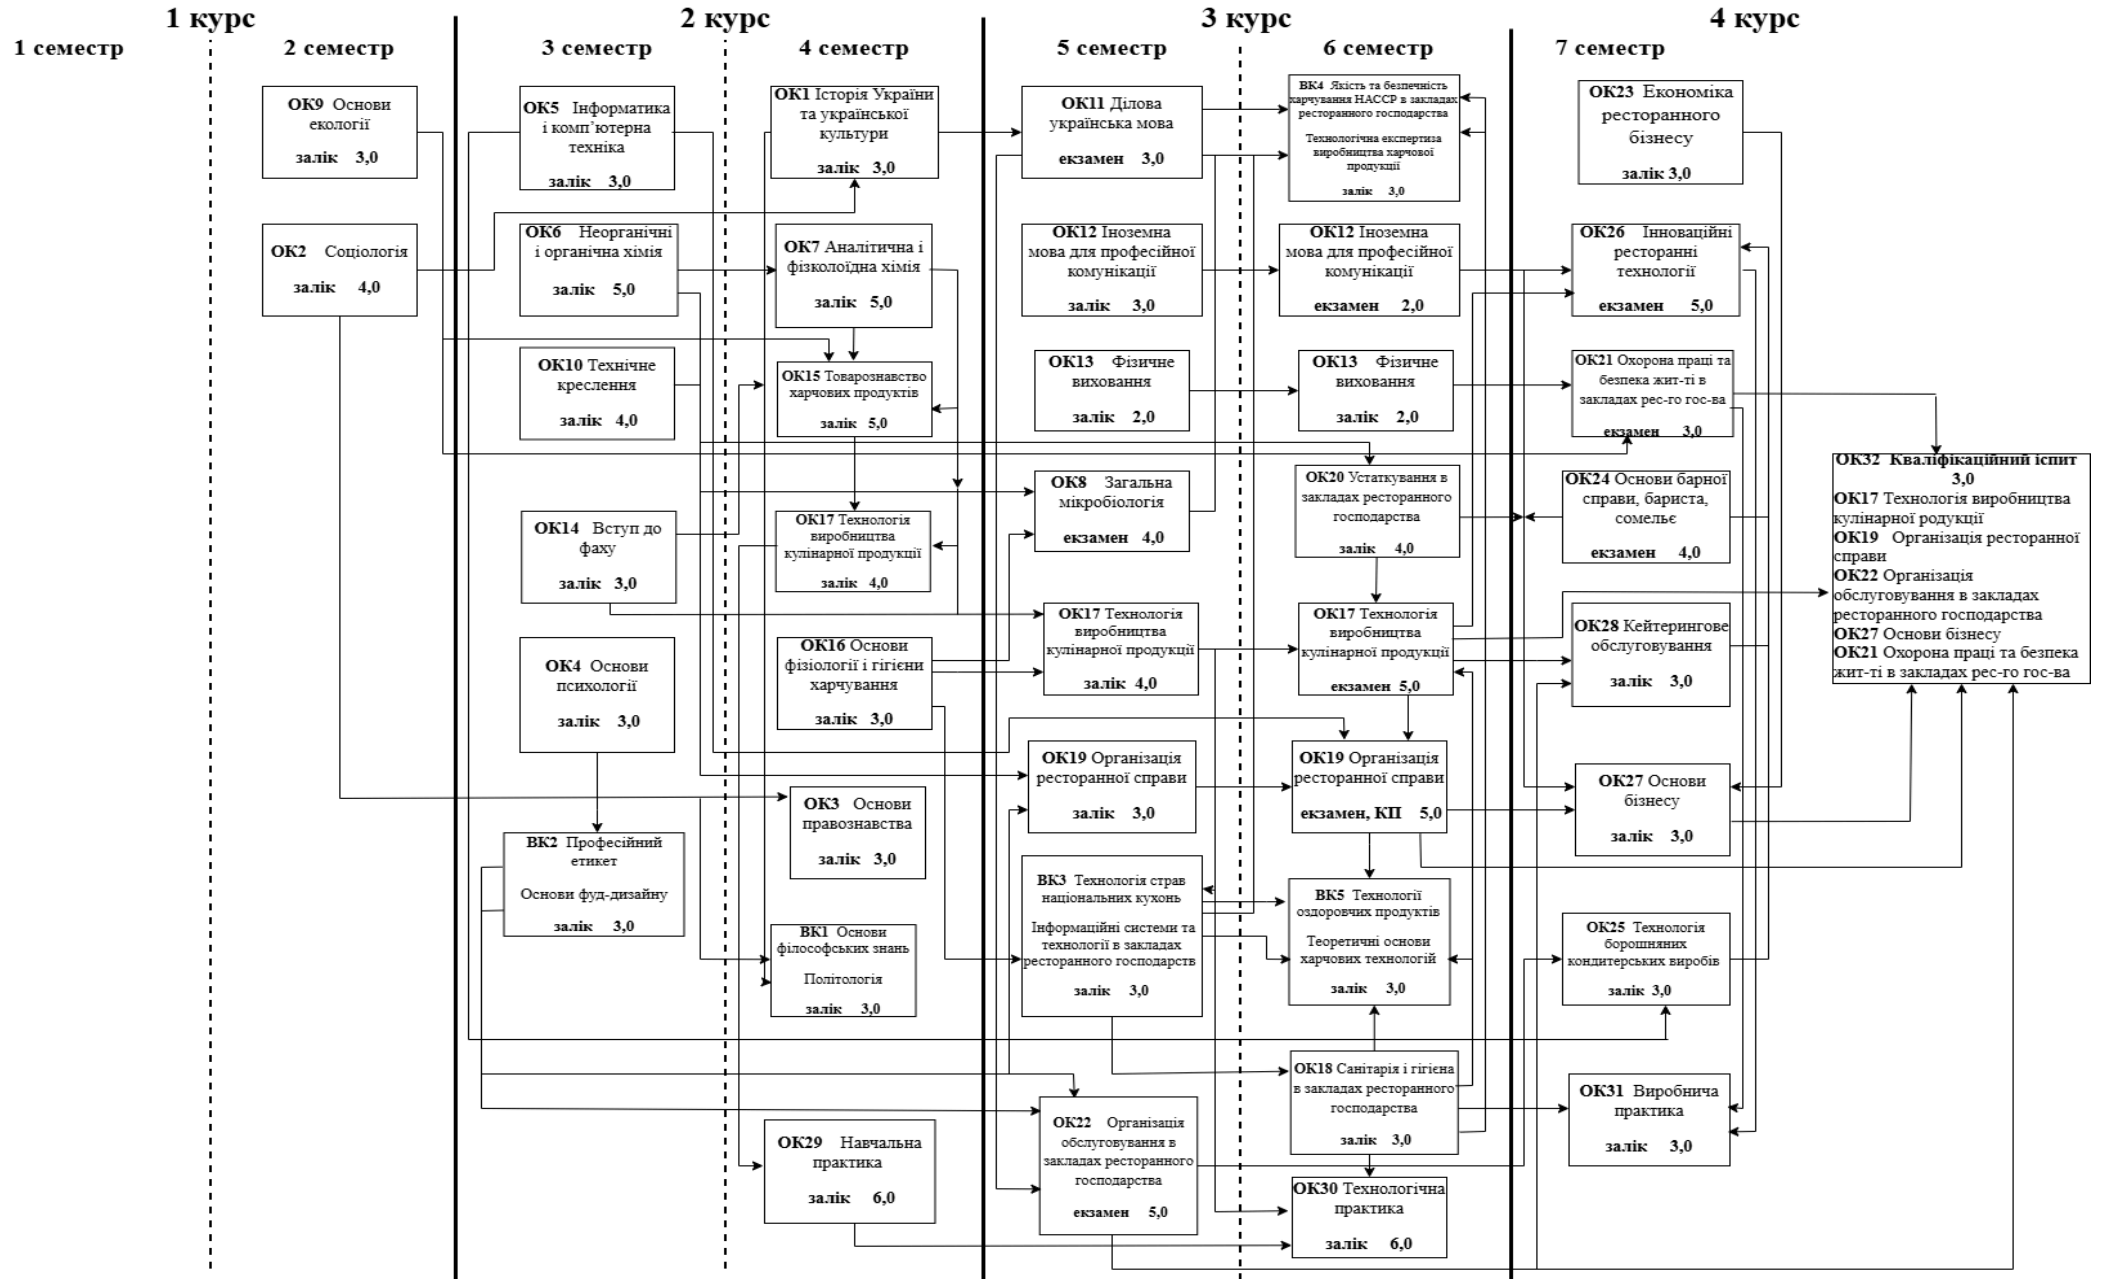 1 курс
2 курс
3 курс
4 курс
1 семестр
2 семестр
3 семестр
4 семестр
5 семестр
6 семестр
7 семестр
ОК9 Основи
екології
залік 3,0
ОК2 Соціологія
залік 4,0
ОК5 Інформатика
і комп’ютерна
техніка
залік 3,0
ОК6 Неорганічні
і органічна хімія
залік 5,0
ОК10 Технічне
креслення
залік 4,0
ОК14 Вступ до
фаху
залік 3,0
ОК4 Основи
психології
залік 3,0
ВК2 Професійний
етикет
Основи фуд-дизайну
залік 3,0
ОК1 Історія України
та української
культури
залік 3,0
ОК7 Аналітична і
фізколоїдна хімія
залік 5,0
ОК15 Товарознавство
харчових продуктів
залік 5,0
ОК17 Технологія
виробництва
кулінарної продукції
залік 4,0
ОК16 Основи
фізіології і гігієни
харчування
залік 3,0
ОК3 Основи
правознавства
залік 3,0
ВК1 Основи
філософських знань
Політологія
залік 3,0
ОК29 Навчальна
практика
залік 6,0
ОК11 Ділова
українська мова
екзамен 3,0
ОК12 Іноземна
мова для професійної
комунікації
залік 3,0
ОК13 Фізичне
виховання
залік 2,0
ОК8 Загальна
мікробіологія
екзамен 4,0
ОК17 Технологія
виробництва
кулінарної продукції
залік 4,0
ОК19 Організація
ресторанної справи
залік 3,0
ВК3 Технологія страв
національних кухонь
Інформаційні системи та
технології в закладах
ресторанного господарств
залік 3,0
ОК22 Організація
обслуговування в
закладах ресторанного
господарства
екзамен 5,0
ВК4 Якість та безпечність
харчування НАССР в закладах
ресторанного господарства
Технологічна експертиза
виробництва харчової
продукції
залік 3,0
ОК12 Іноземна
мова для професійної
комунікації
екзамен 2,0
ОК13 Фізичне
виховання
залік 2,0
ОК20 Устаткування в
закладах ресторанного
господарства
залік 4,0
ОК17 Технологія
виробництва
кулінарної продукції
екзамен 5,0
ОК19 Організація
ресторанної справи
екзамен, КП 5,0
ВК5 Технології
оздоровчих продуктів
Теоретичні основи
харчових технологій
залік 3,0
ОК18 Санітарія і гігієна
в закладах ресторанного
господарства
залік 3,0
ОК30 Технологічна
практика
залік 6,0
ОК23 Економіка
ресторанного
бізнесу
залік 3,0
ОК26 Інноваційні
ресторанні
технології
екзамен 5,0
ОК21 Охорона праці та
безпека жит-ті в
закладах рес-го гос-ва
екзамен 3,0
ОК24 Основи барної
справи, бариста,
сомельє
екзамен 4,0
ОК28 Кейтерингове
обслуговування
залік 3,0
ОК27 Основи
бізнесу
залік 3,0
ОК25 Технологія
борошняних
кондитерських виробів
залік 3,0
ОК31 Виробнича
практика
залік 3,0
ОК32 Кваліфікаційний іспит
3,0
ОК17 Технологія виробництва
кулінарної родукції
ОК19 Організація ресторанної
справи
ОК22 Організація
обслуговування в закладах
ресторанного господарства
ОК27 Основи бізнесу
ОК21 Охорона праці та безпека
жит-ті в закладах рес-го гос-ва